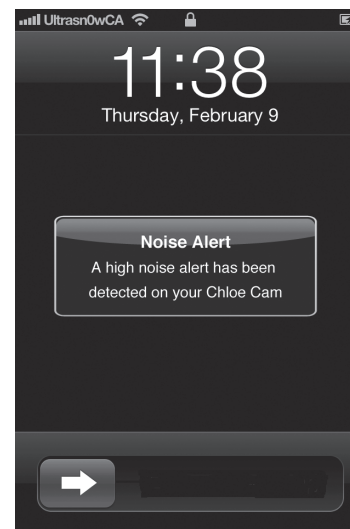 Ultrasn0wCA
11:38
Thursday, February 9
Noise Alert
A high noise alert has been
detected on your Chloe Cam